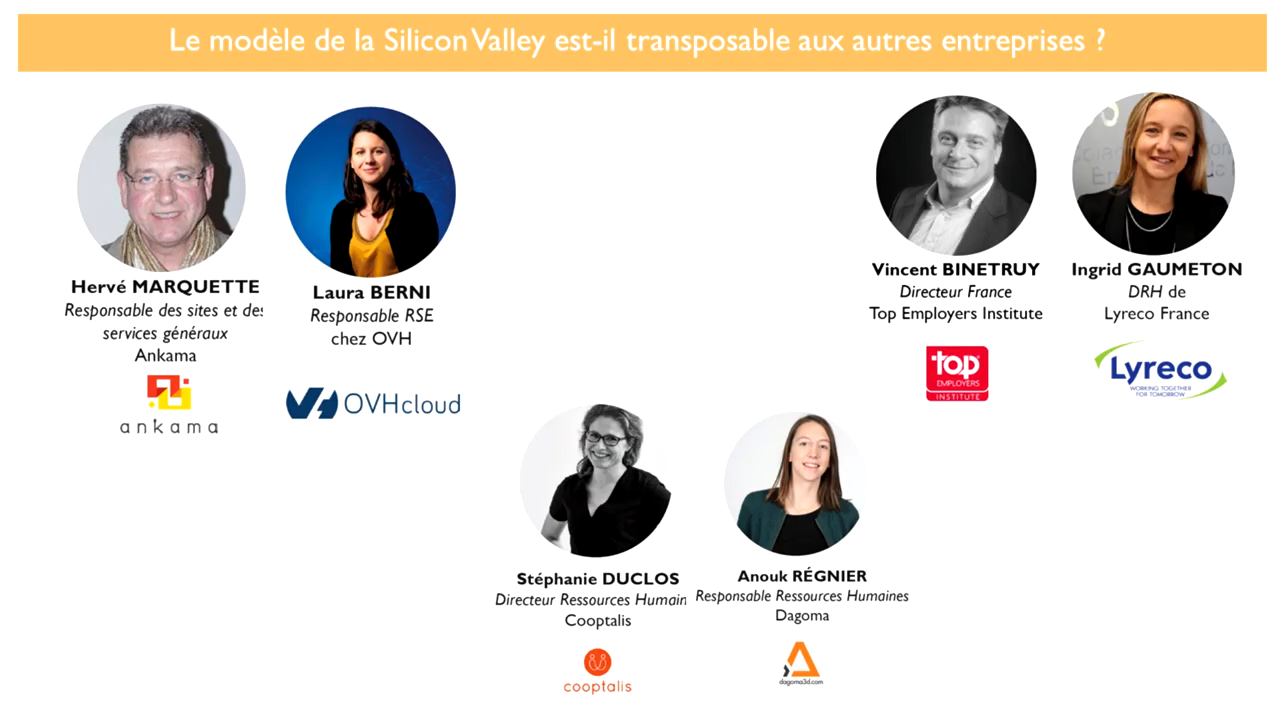 Le modèle de la Silicon Valley est-il transposable aux autres entreprises ?
Hervé MARQUETTE
Responsable des sites et des
services généraux
Ankama
ankama
Laura BERNI
Responsable RSE
chez OVH
OVHcloud
Vincent BINETRUY
Directeur France
Top Employers Institute
top
EMPLOYERS
INSTITUTE
Ingrid GAUMETON
DRH de
Lyreco France
Lyreco
WORKING TOGETHER
FOR TOMORROW
Stéphanie DUCLOS
Directeur Ressources Humain
Cooptalis
cooptalis
Anouk RÉGNIER
Responsable Ressources Humaines
Dagoma
dagoma3d.com